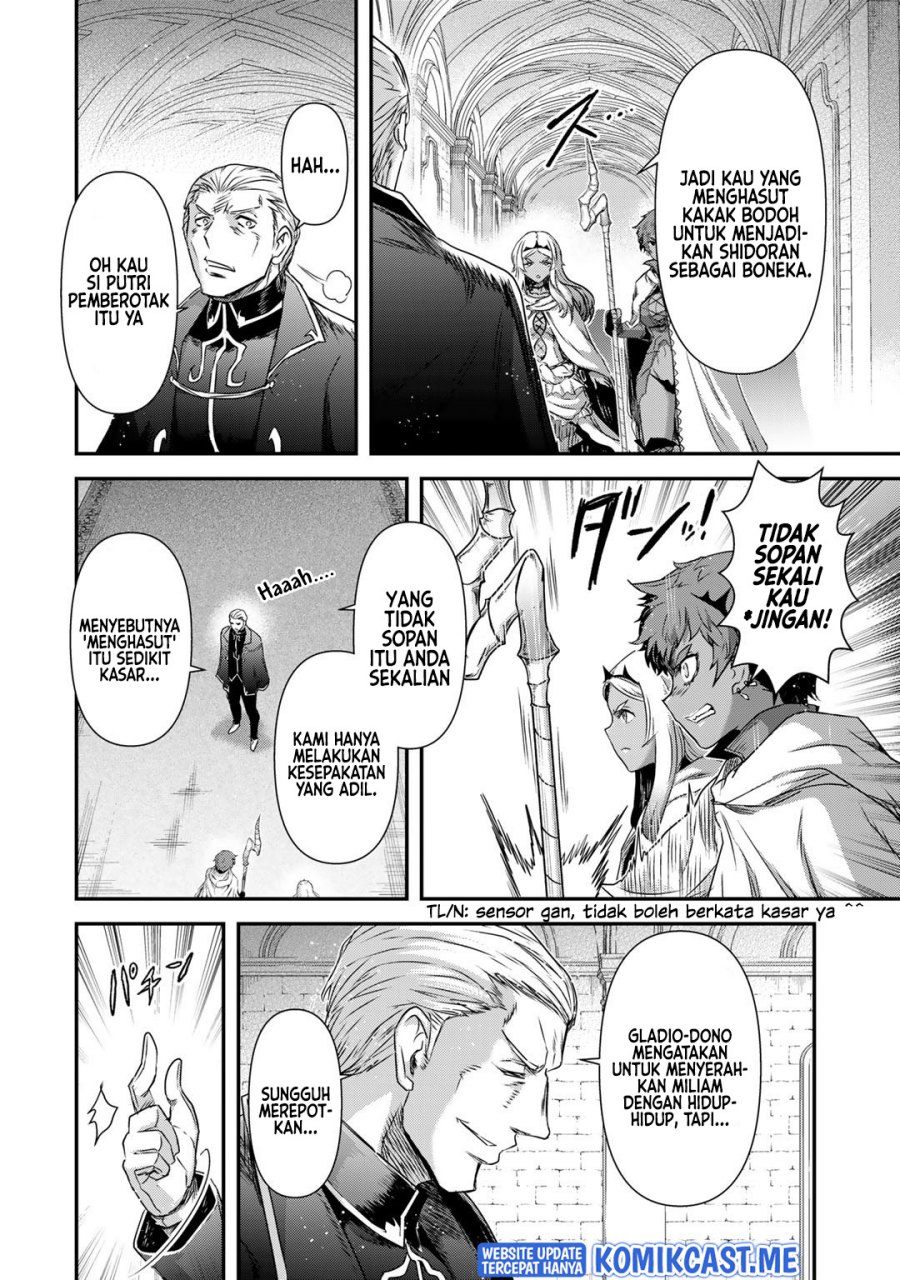 JADI KAU YANG
MENGHASUT
KAKAK BODOH
UNTUK MENJADI-
KAN SHIDORAN
SEBAGAI BONEKA.
ス...
HAH...
OH KAU
SI PUTRI
PEMBEROTAK
ITU YA
TIDAK
SOPAN
SEKALI
KAU
*JINGAN!
ダーン!
YANG
TIDAK
SOPAN
ITU ANDA
SEKALIAN
KAMI HANYA
MELAKUKAN
KESEPAKATAN
YANG ADIL.
Haaah....
MENYEBUTNYA
'MENGHASUT'
ITU SEDIKIT
KASAR...
TL/N: sensor gan, tidak boleh berkata kasar ya ^^
GLADIO-DONO
MENGATAKAN
UNTUK MENYERAH-
KAN MILIAM
DENGAN HIDUP-
HIDUP, TAPI...
SUNGGUH
MEREPOT-
KAN...
パチン
WEBSITE UPDATE
TERCEPAT HANYA
KOMIKCAST.ME